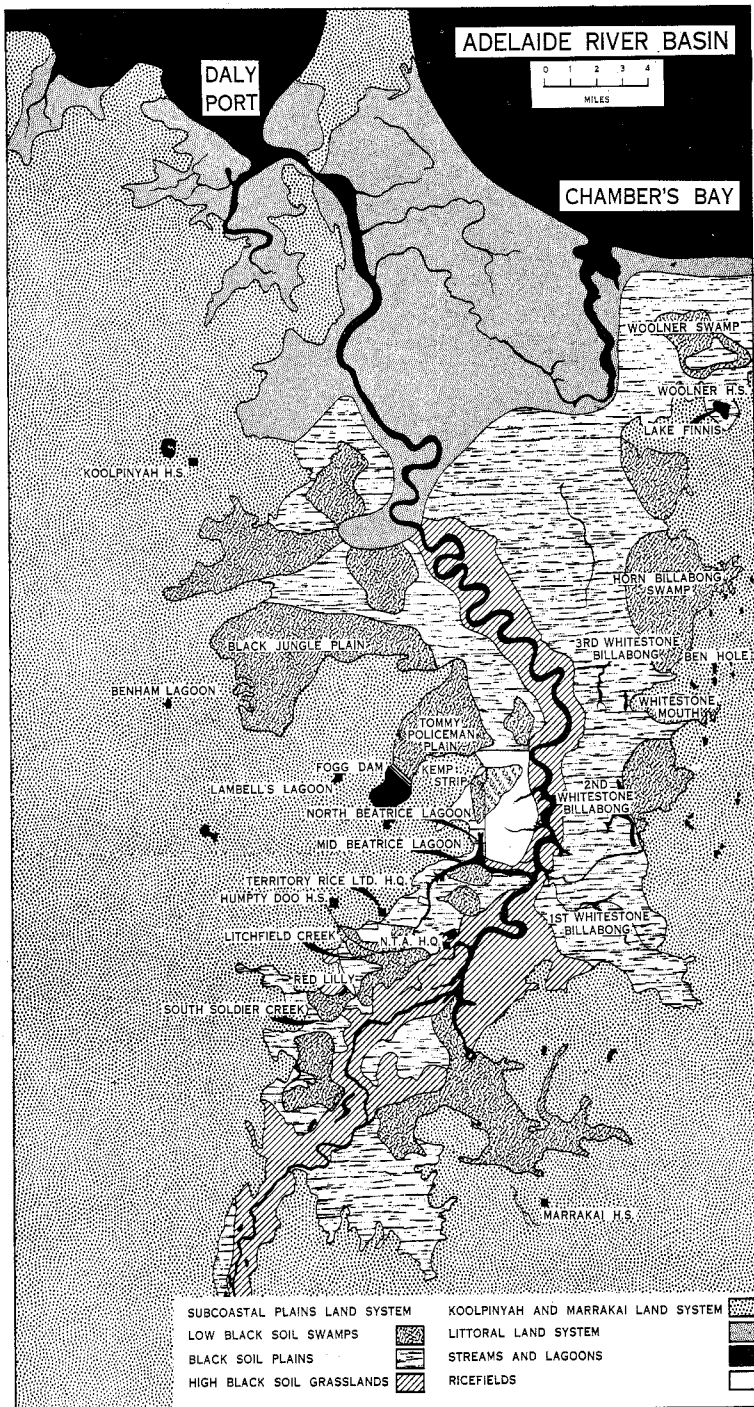 ADELAIDE RIVER BASIN
0 1 2 3 4
MILES
DALY
PORT
CHAMBER'S BAY
WOOLNER SWAMP
WOOLNER H.S.
LAKE FINNIS
KOOLPINYAH H.S.
HORN BILLABONG
SWAMP
BLACK JUNGLE PLAIN
3RD WHITESTONE
BILLABONG
BEN HOLE
BENHAM LAGOON
WHITESTONE
MOUTH
TOMMY
POLICEMAN
PLAIN
FOGG DAM
KEMP
STRIP
LAMBELL'S LAGOON
2ND
WHITESTONE
BILLABONG
NORTH BEATRICE LAGOON
MID BEATRICE LAGOON
TERRITORY RICE LTD. H.Q.
HUMPTY DOO H.S.
1ST WHITESTONE
BILLABONG
LITCHFIELD CREEK
N.T.A. H.Q.
RED LILLY
SOUTH SOLDIER CREEK
MARRAKAI H.S.
SUBCOASTAL PLAINS LAND SYSTEM
LOW BLACK SOIL SWAMPS
BLACK SOIL PLAINS
HIGH BLACK SOIL GRASSLANDS
KOOLPINYAH AND MARRAKAI LAND SYSTEM
LITTORAL LAND SYSTEM
STREAMS AND LAGOONS
RICEFIELDS